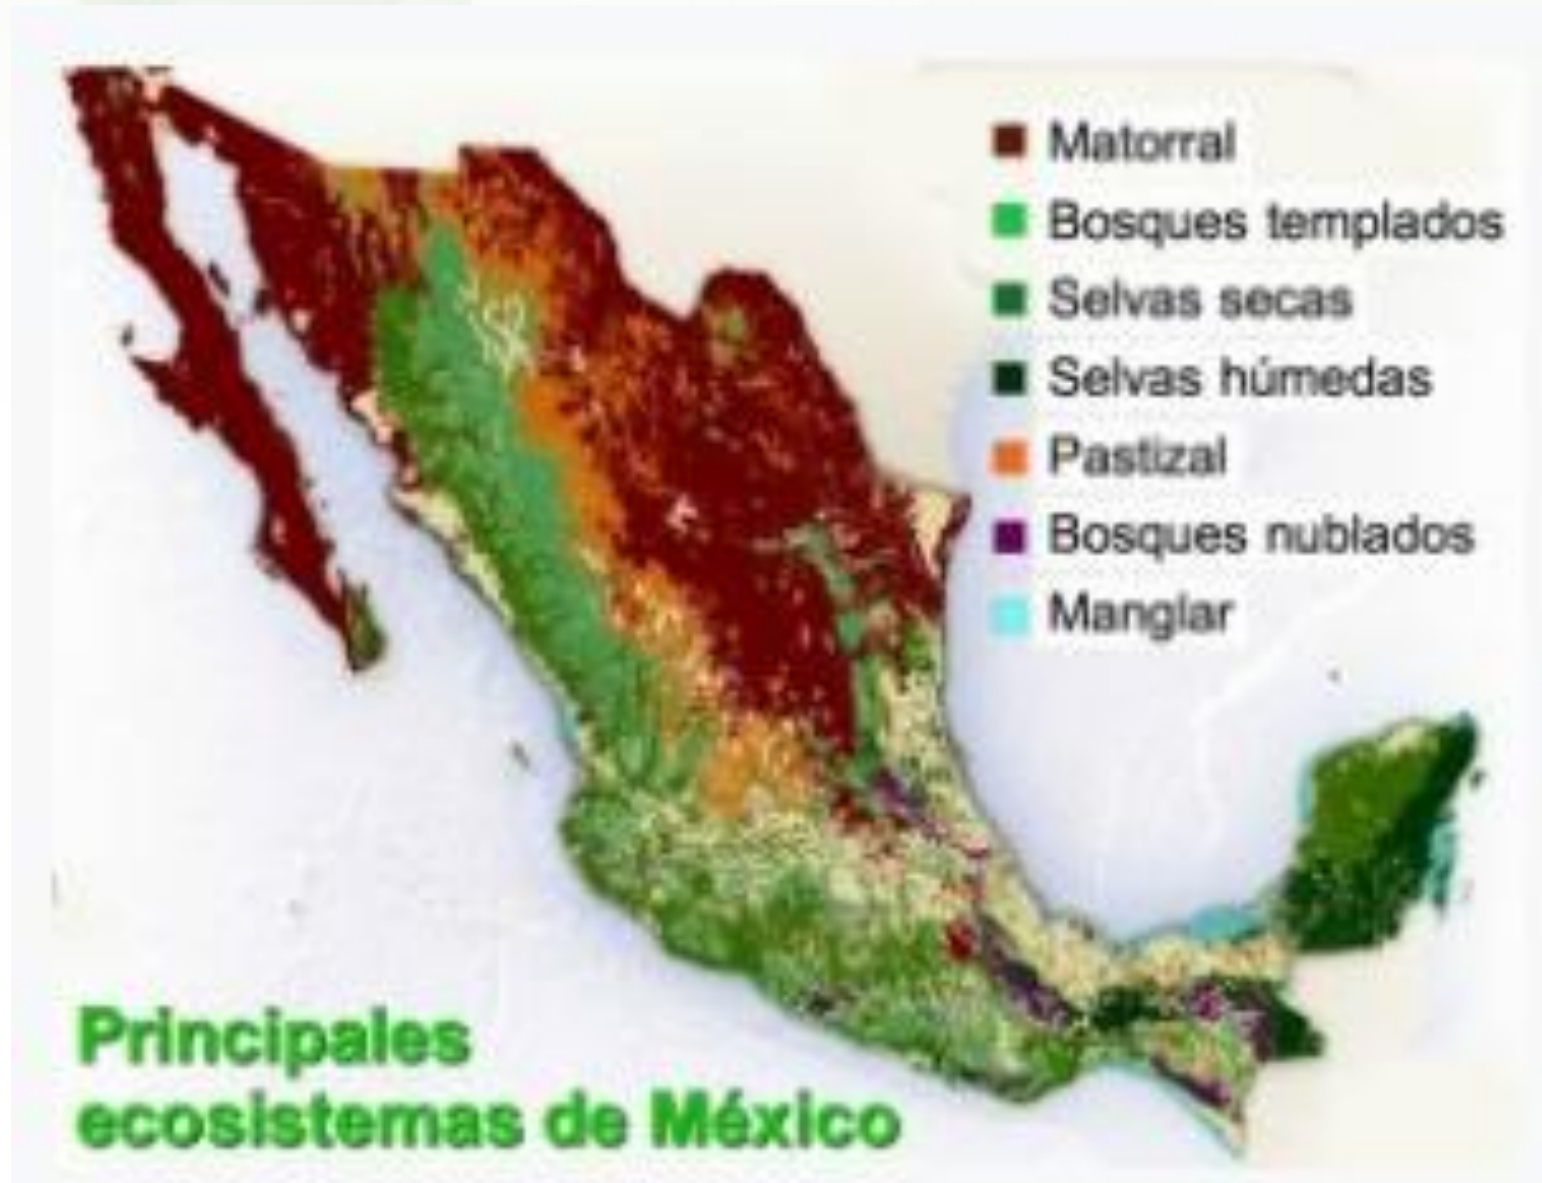 Matorral
Bosques templados
Selvas secas
Selvas húmedas
Pastizal
Bosques nublados
Manglar
Principales
ecosistemas de México